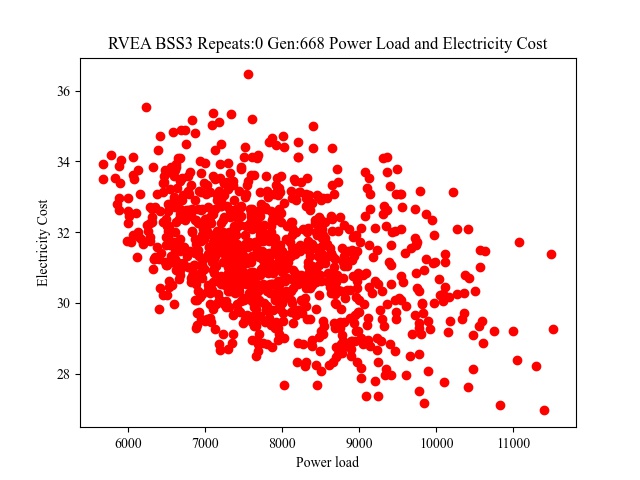 RVEA BSS3 Repeats:0 Gen:668 Power Load and Electricity Cost
36
34
32
30
28
Electricity Cost
6000 7000 8000 9000 10000 11000
Power load